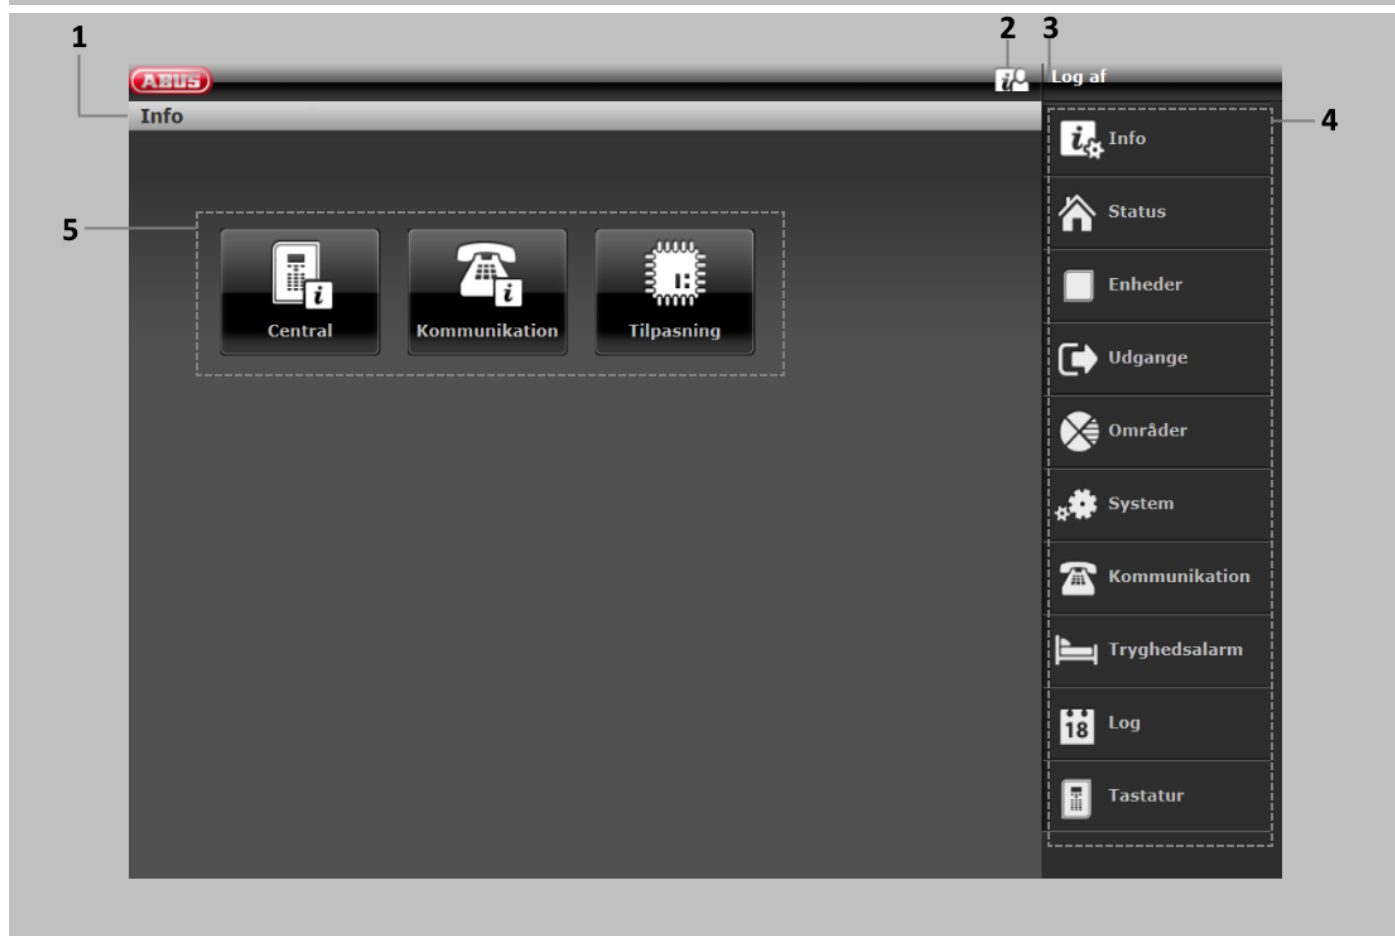 1
2
3
ABUS
Log af
Info
4
Info
Status
5
Enheder
Central
Kommunikation
Tilpasning
Udgange
Områder
System
Kommunikation
Tryghedsalarm
18
Log
Tastatur